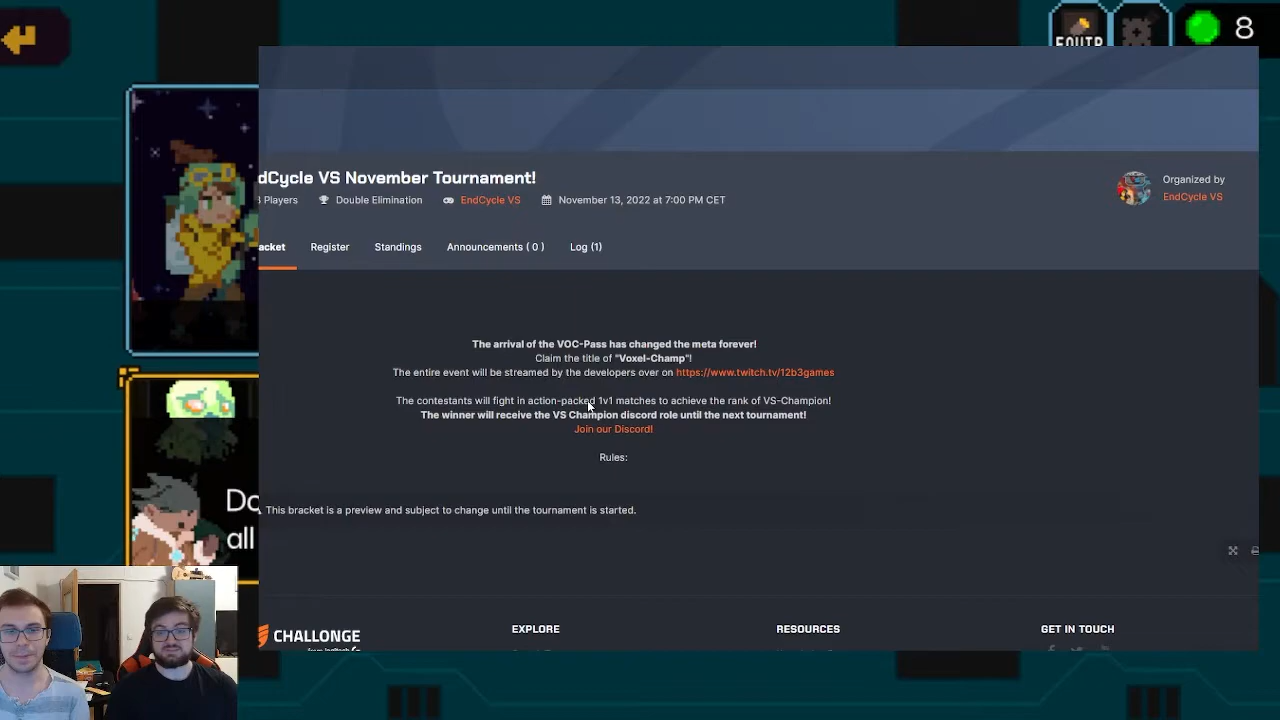 EQUIP
8
dCycle VS November Tournament!
Players
Double Elimination
EndCycle VS
November 13, 2022 at 7:00 PM CET
Organized by
EndCycle VS
acket
Register
Standings
Announcements ( 0 )
Log (1)
The arrival of the VOC-Pass has changed the meta forever!
Claim the title of "Voxel-Champ"!
The entire event will be streamed by the developers over on https://www.twitch.tv/12b3games
The contestants will fight in action-packed 1v1 matches to achieve the rank of VS-Champion!
The winner will receive the VS Champion discord role until the next tournament!
Join our Discord!
Rules:
Do
all
This bracket is a preview and subject to change until the tournament is started.
CHALLONGE
EXPLORE
RESOURCES
GET IN TOUCH